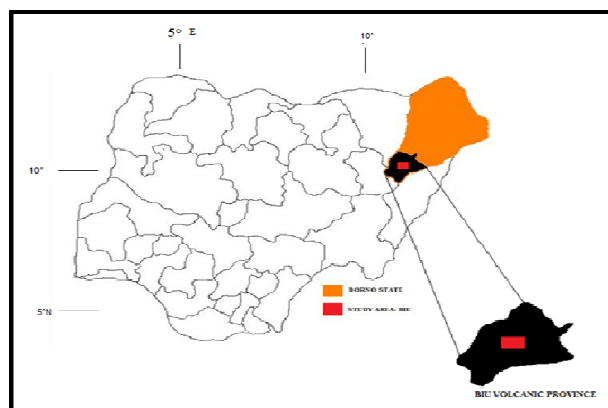 5° E
10°
10°
5°N
BORNO STATE
STUDY AREA: BIU
BIU VOLCANIC PROVINCE